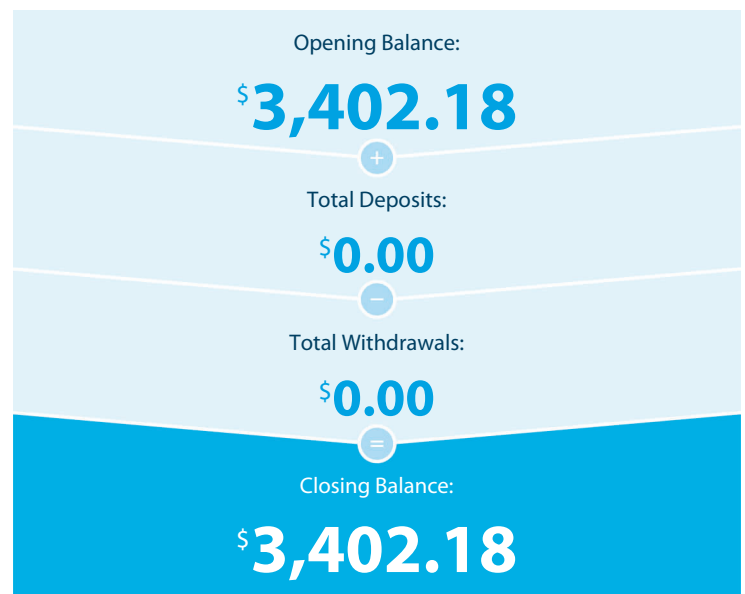 Opening Balance:
$3,402.18
+
Total Deposits:
$0.00
−
Total Withdrawals:
$0.00
=
Closing Balance:
$3,402.18